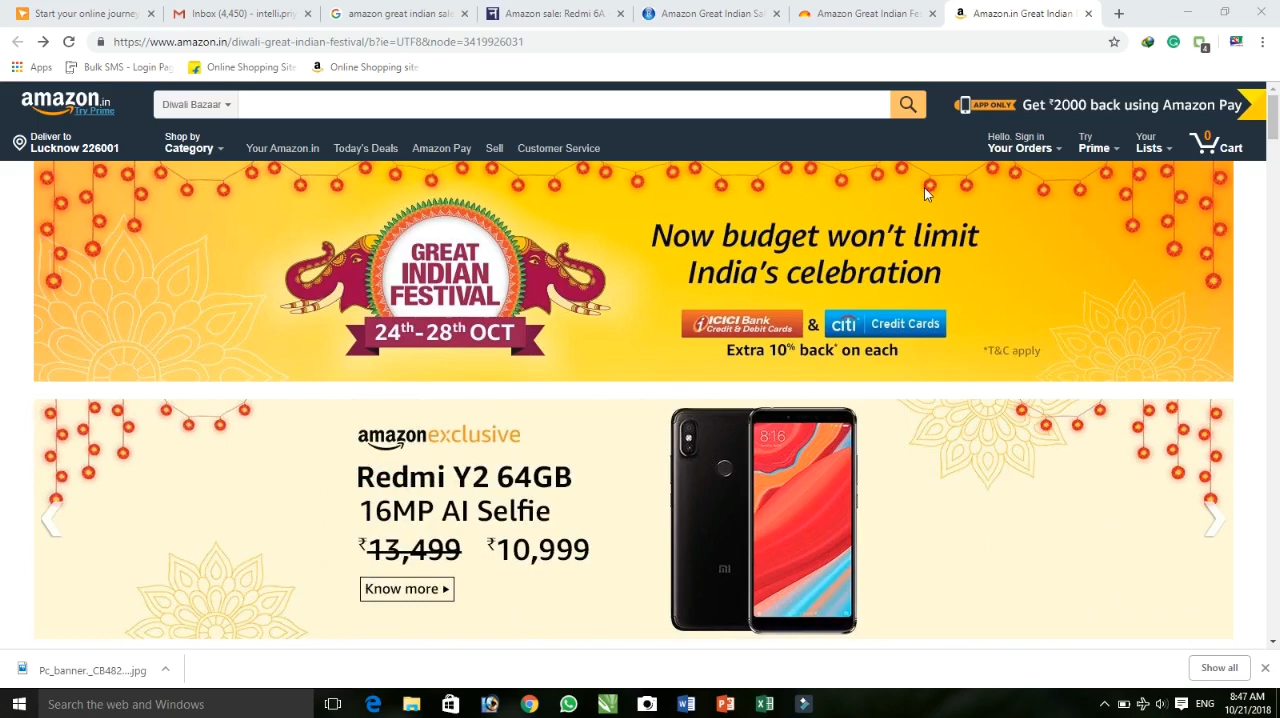 Start your online journey
Inbox (4,450) - intelli.priy
amazon great indian sale
Amazon sale: Redmi 6A
Amazon Great Indian Sal
Amazon Great Indian Fes
Amazon.in Great Indian
https://www.amazon.in/diwali-great-indian-festival/b?ie=UTF8&node=3419926031
Apps
Bulk SMS - Login Pag
Online Shopping Site
Online Shopping site
amazon.in
Try Prime
Diwali Bazaar
APP ONLY
Get ₹2000 back using Amazon Pay
Deliver to
Lucknow 226001
Shop by
Category
Your Amazon.in
Today's Deals
Amazon Pay
Sell
Customer Service
Hello. Sign in
Your Orders
Try
Prime
Your
Lists
0
Cart
GREAT
INDIAN
FESTIVAL
24th-28th OCT
Now budget won't limit
India's celebration
ICICI Bank
Credit & Debit Cards
&
citi
Credit Cards
Extra 10% back* on each
*T&C apply
amazonexclusive
Redmi Y2 64GB
16MP AI Selfie
₹13,499 ₹10,999
Know more
8:16
MI
Pc_banner._CB482....jpg
Show all
Search the web and Windows
ENG
8:47 AM
10/21/2018